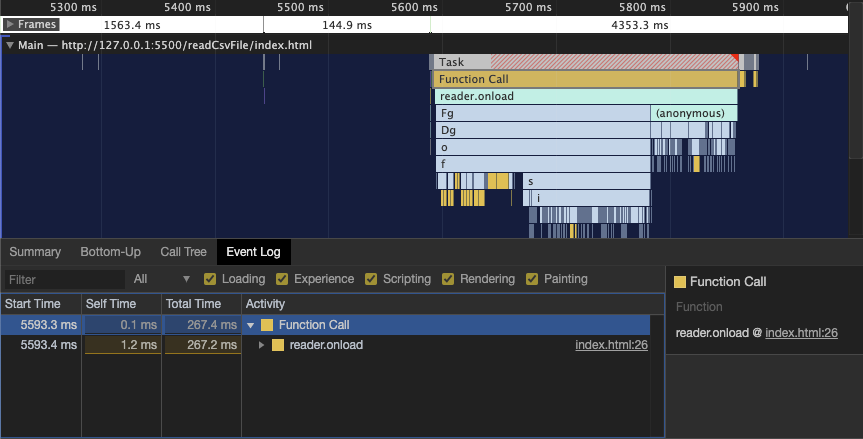 5300 ms 5400 ms 5500 ms 5600 ms 5700 ms 5800 ms 5900 ms 60
▶ Frames 1563.4 ms 144.9 ms 4353.3 ms
▼ Main — http://127.0.0.1:5500/readCsvFile/index.html
Task
Function Call
reader.onload
Fg (anonymous)
Dg
o
f
s
i
Summary Bottom-Up Call Tree Event Log
Filter All ▼ Loading Experience Scripting Rendering Painting
Start Time Self Time Total Time Activity
5593.3 ms 0.1 ms 267.4 ms ▼ Function Call
5593.4 ms 1.2 ms 267.2 ms ▶ reader.onload index.html:26
Function Call
Function
reader.onload @ index.html:26